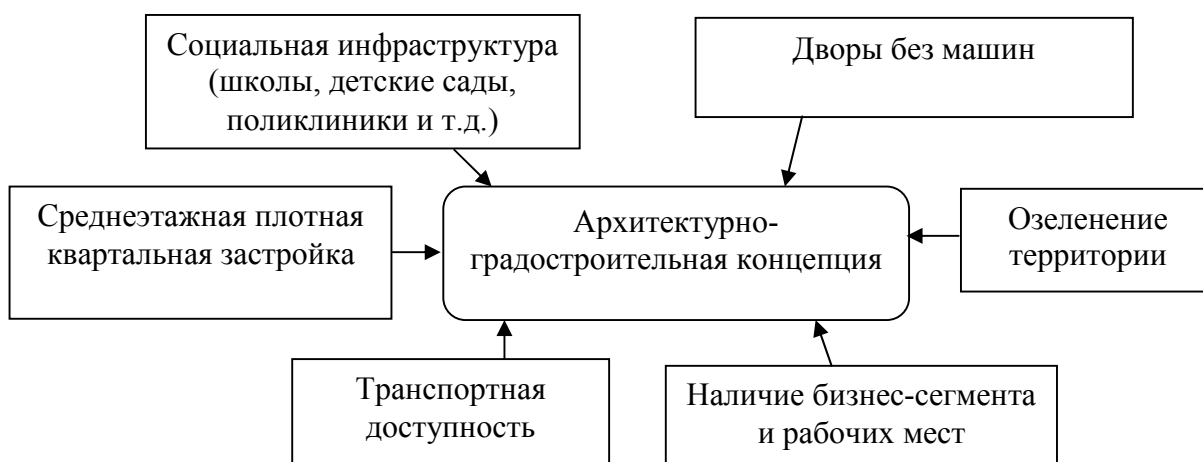 Социальная инфраструктура
(школы, детские сады,
поликлиники и т.д.)
Дворы без машин
Среднеэтажная плотная
квартальная застройка
Архитектурно-
градостроительная концепция
Озеленение
территории
Транспортная
доступность
Наличие бизнес-сегмента
и рабочих мест